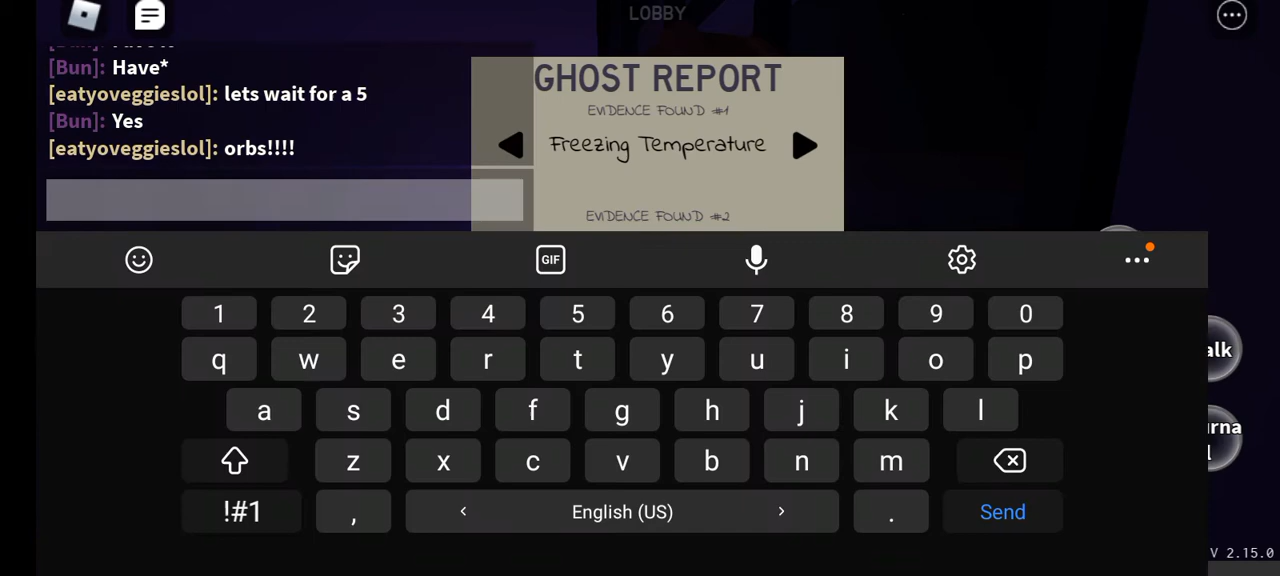 LOBBY
[Bun]: Have*
[eatyoveggieslol]: lets wait for a 5
[Bun]: Yes
[eatyoveggieslol]: orbs!!!!
GHOST REPORT
EVIDENCE FOUND #1
Freezing Temperature
EVIDENCE FOUND #2
GIF
1 2 3 4 5 6 7 8 9 0
q w e r t y u i o p
a s d f g h j k l
z x c v b n m
!#1 , English (US) . Send
alk
urna
l
V 2.15.0